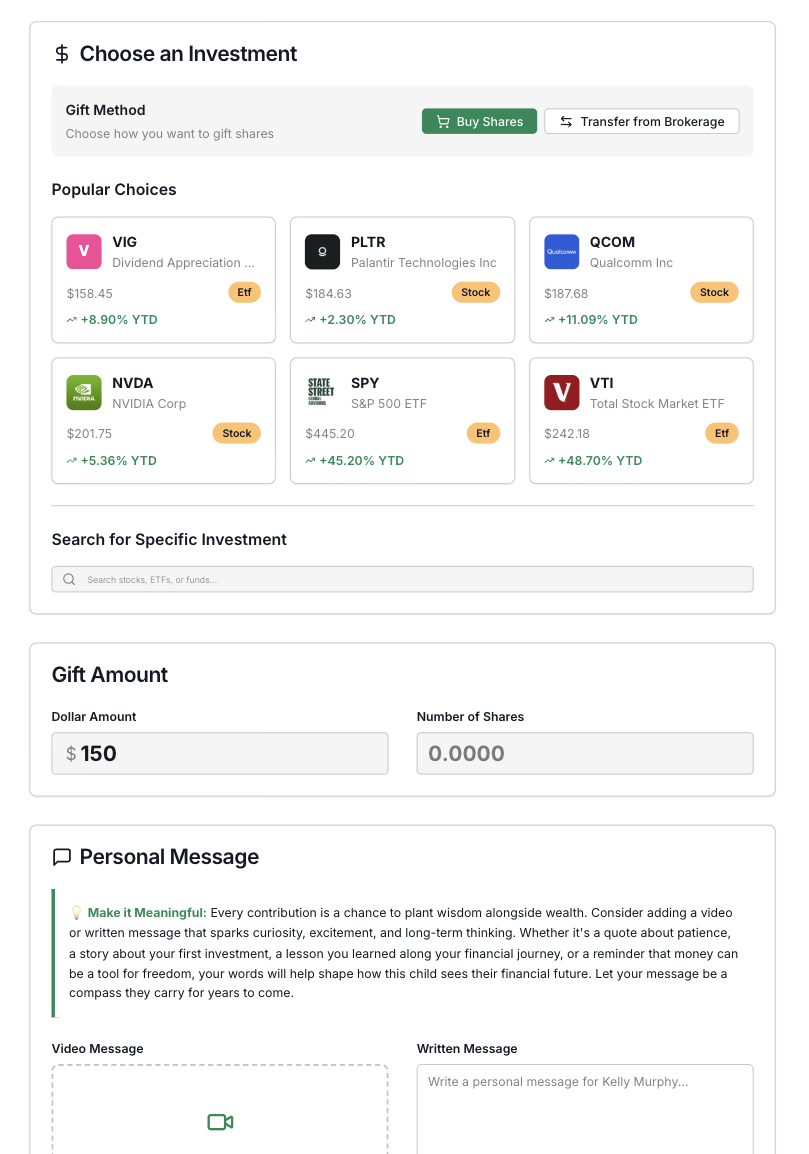 Choose an Investment
Gift Method
Choose how you want to gift shares
Buy Shares
Transfer from Brokerage
Popular Choices
V
VIG
Dividend Appreciation ...
$158.45
Etf
+8.90% YTD
PLTR
Palantir Technologies Inc
$184.63
Stock
+2.30% YTD
Qualcomm
QCOM
Qualcomm Inc
$187.68
Stock
+11.09% YTD
NVIDIA
NVDA
NVIDIA Corp
$201.75
Stock
+5.36% YTD
STATE
STREET
GLOBAL
ADVISORS
SPY
S&P 500 ETF
$445.20
Etf
+45.20% YTD
V
VTI
Total Stock Market ETF
$242.18
Etf
+48.70% YTD
Search for Specific Investment
Search stocks, ETFs, or funds...
Gift Amount
Dollar Amount
$ 150
Number of Shares
0.0000
Personal Message
💡 Make it Meaningful: Every contribution is a chance to plant wisdom alongside wealth. Consider adding a video
or written message that sparks curiosity, excitement, and long-term thinking. Whether it's a quote about patience,
a story about your first investment, a lesson you learned along your financial journey, or a reminder that money can
be a tool for freedom, your words will help shape how this child sees their financial future. Let your message be a
compass they carry for years to come.
Video Message
Written Message
Write a personal message for Kelly Murphy...